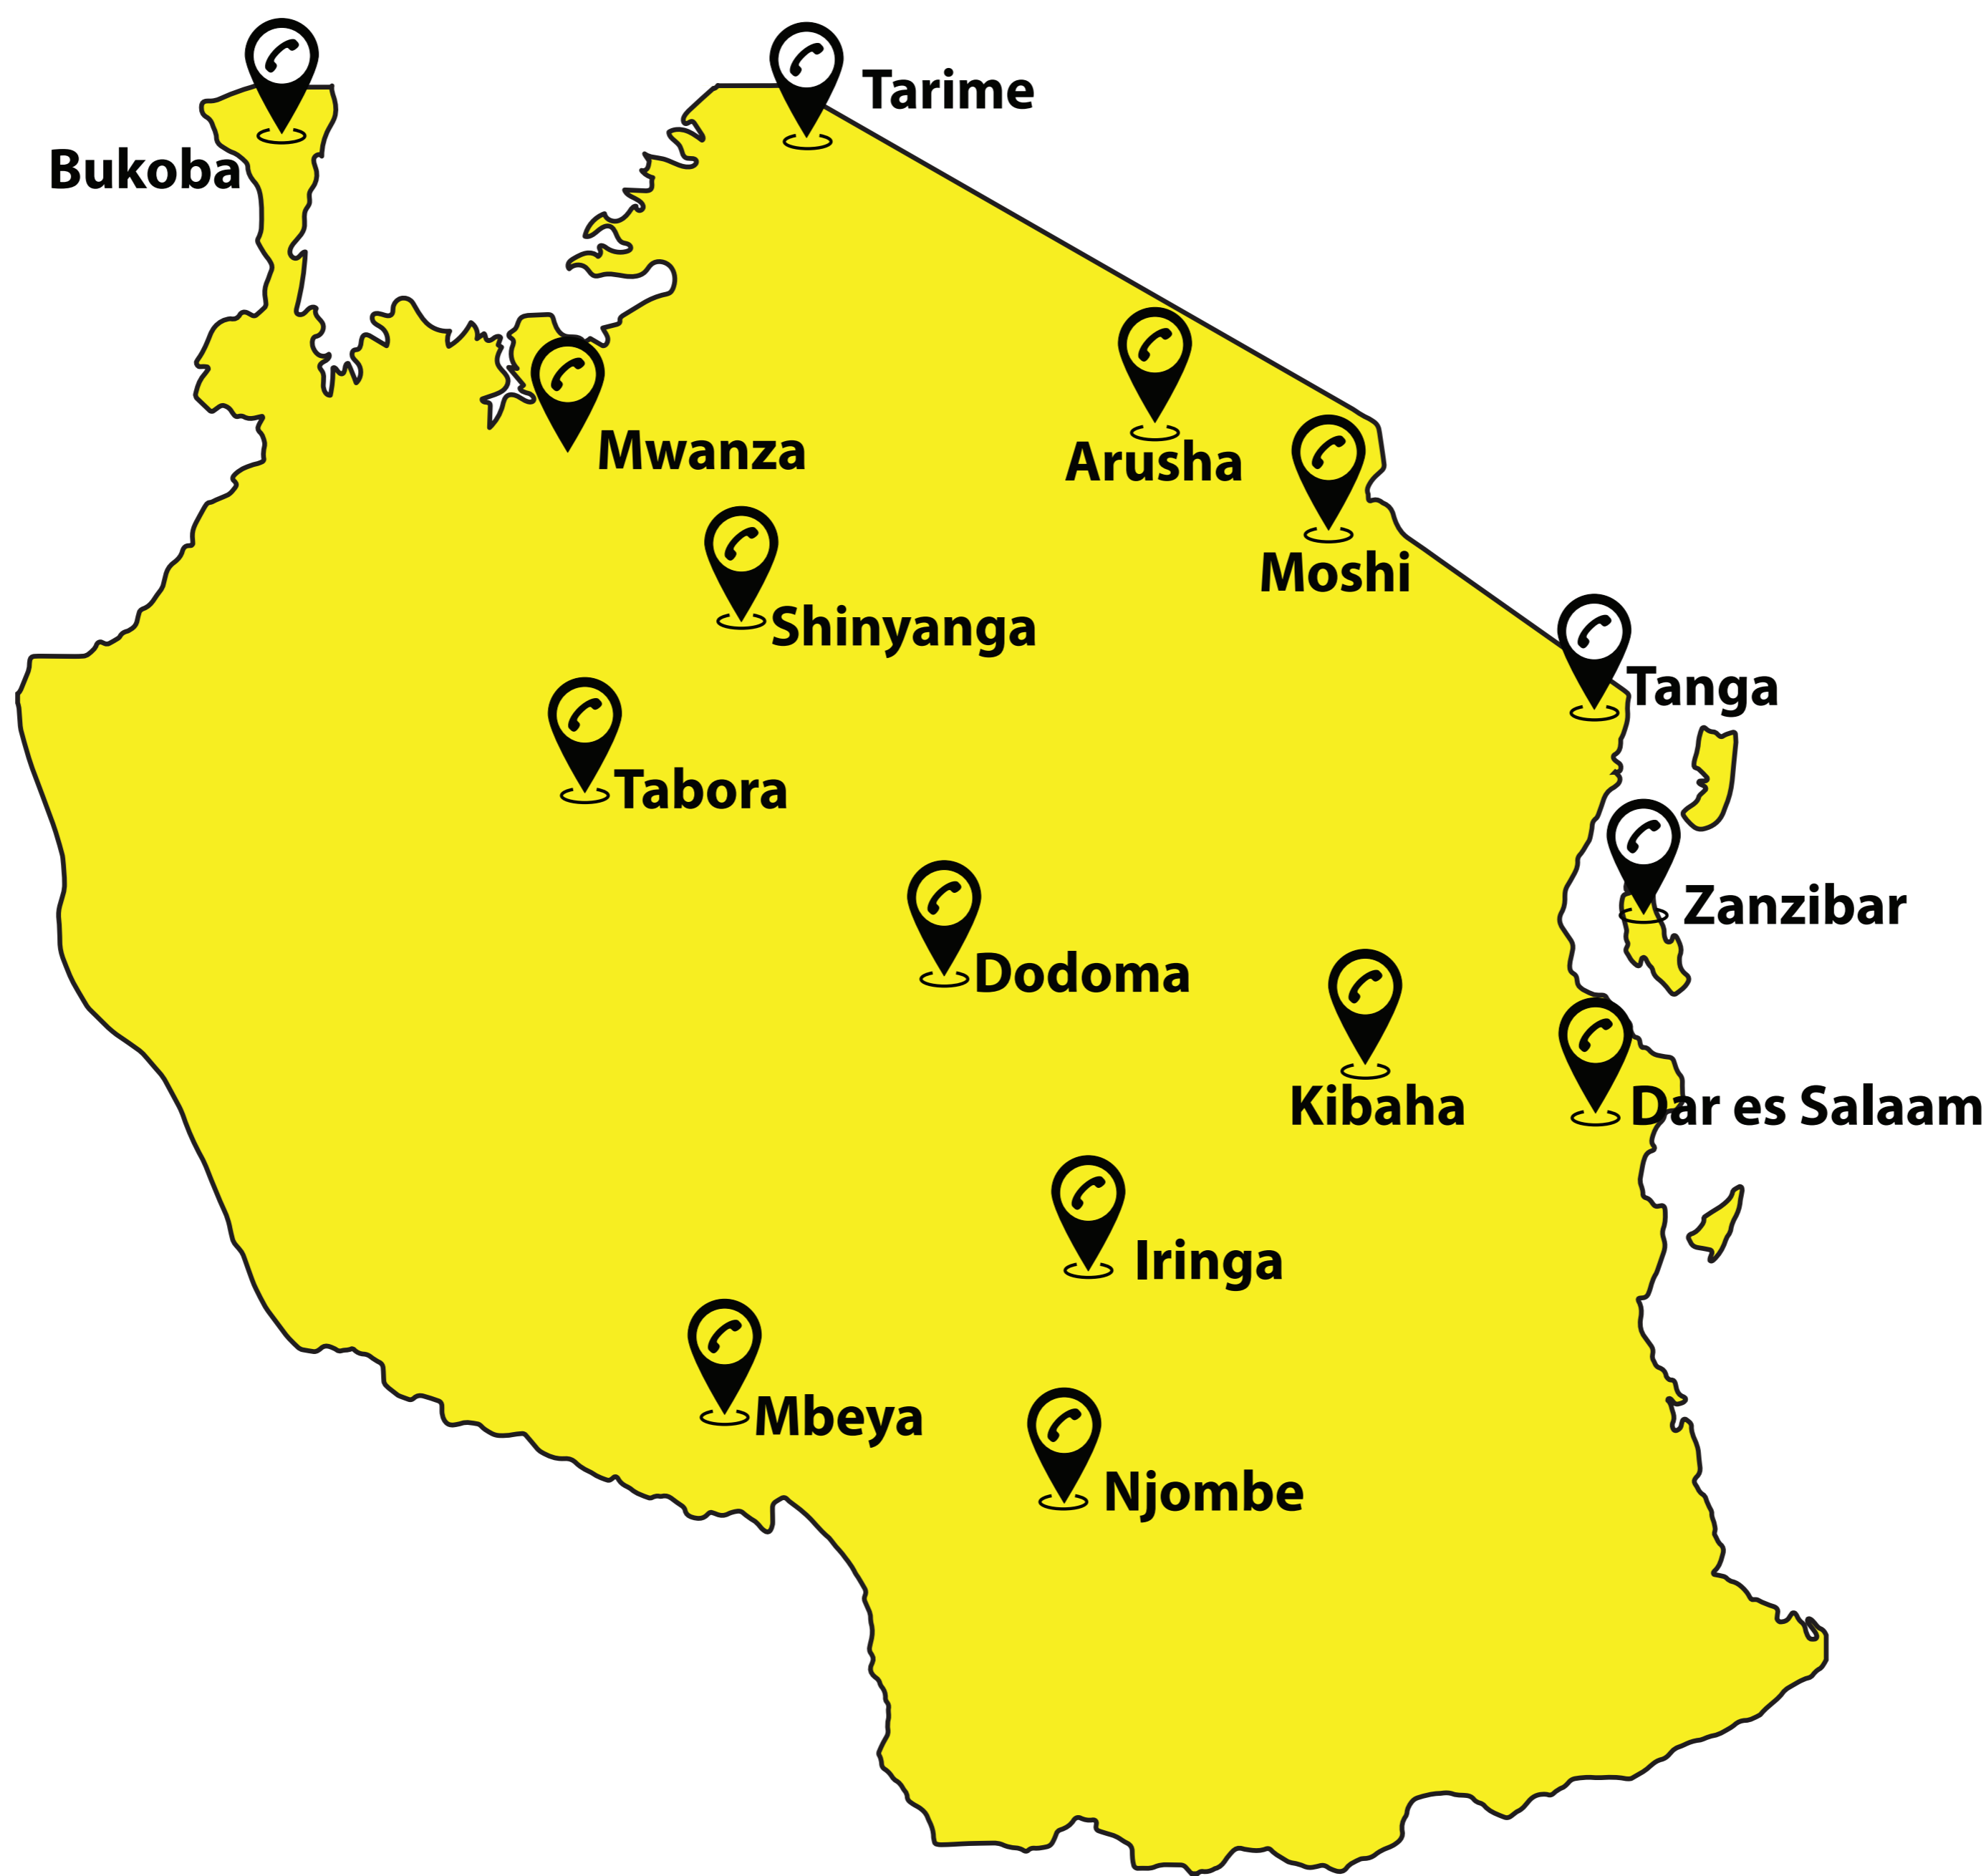 Tarime
Bukoba
Mwanza
Arusha
Moshi
Shinyanga
Tanga
Tabora
Zanzibar
Dodoma
Kibaha
Dar es Salaam
Iringa
Mbeya
Njombe